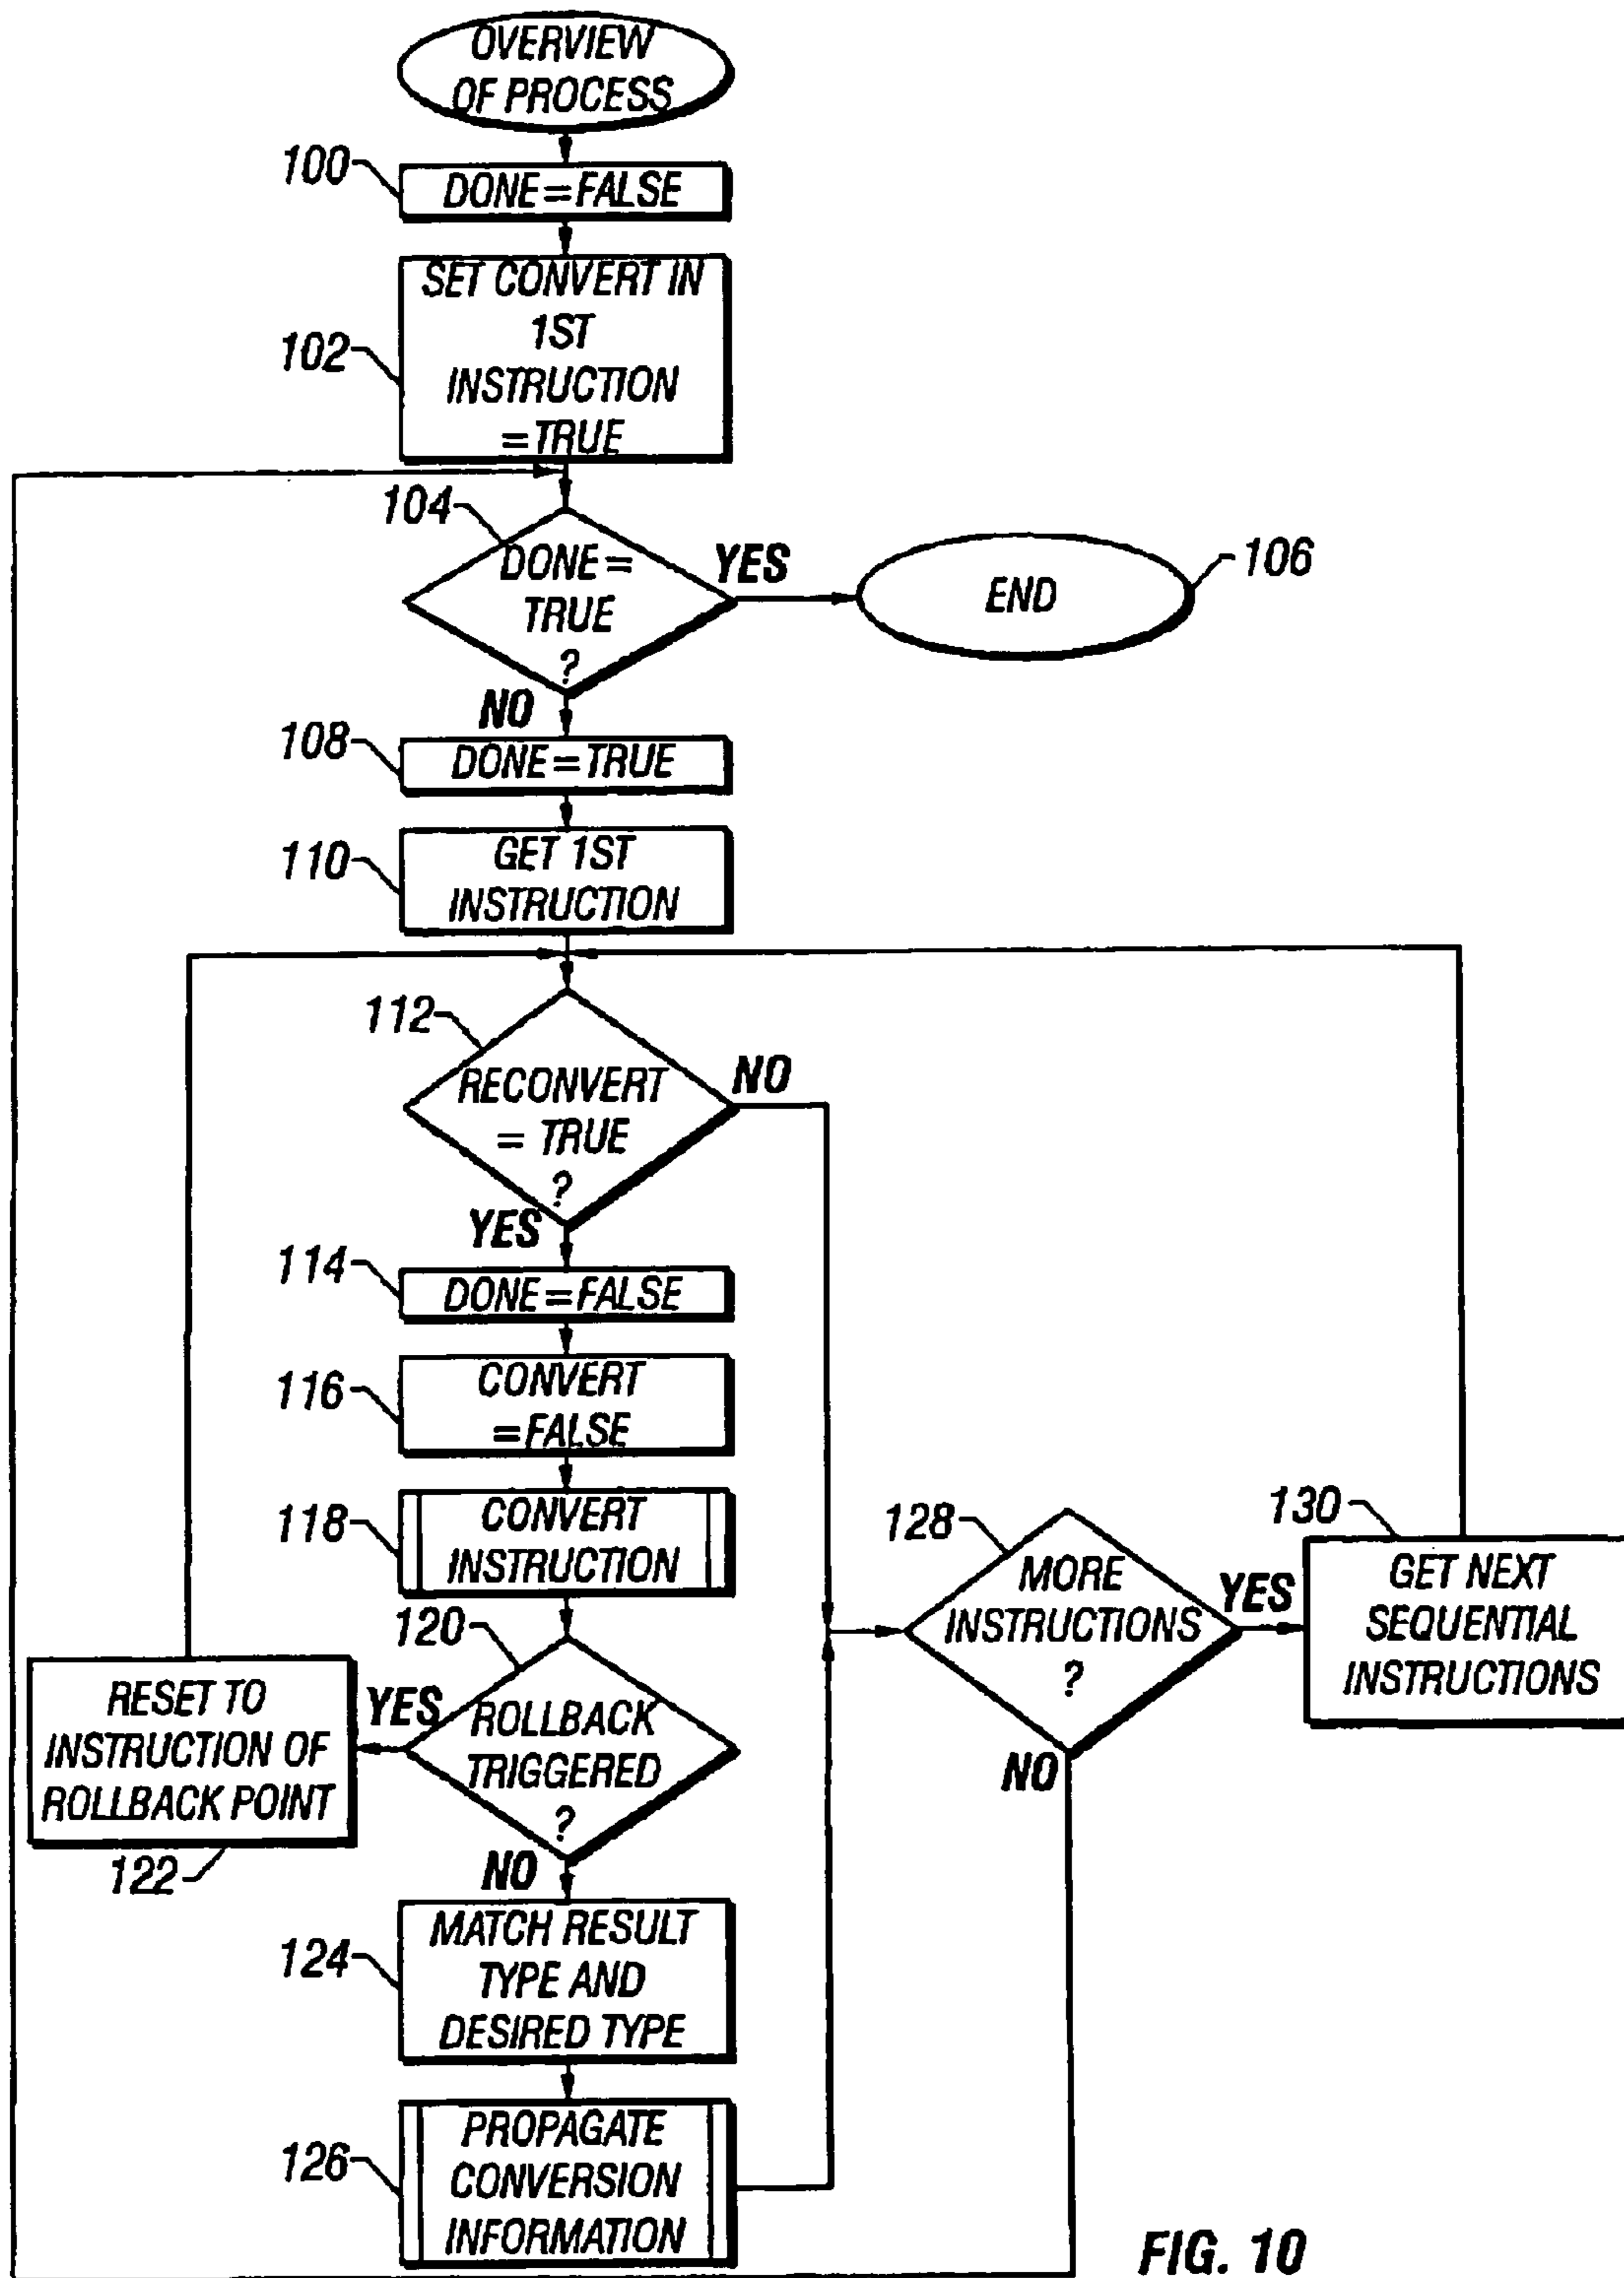 OVERVIEW
OF PROCESS
100
DONE=FALSE
102
SET CONVERT IN
1ST
INSTRUCTION
=TRUE
104
DONE=
TRUE
?
YES
END
106
NO
108
DONE=TRUE
110
GET 1ST
INSTRUCTION
112
RECONVERT
= TRUE
?
NO
YES
114
DONE=FALSE
116
CONVERT
=FALSE
118
CONVERT
INSTRUCTION
120
ROLLBACK
TRIGGERED
?
YES
RESET TO
INSTRUCTION OF
ROLLBACK POINT
122
NO
124
MATCH RESULT
TYPE AND
DESIRED TYPE
126
PROPAGATE
CONVERSION
INFORMATION
128
MORE
INSTRUCTIONS
?
YES
130
GET NEXT
SEQUENTIAL
INSTRUCTIONS
NO
FIG. 10